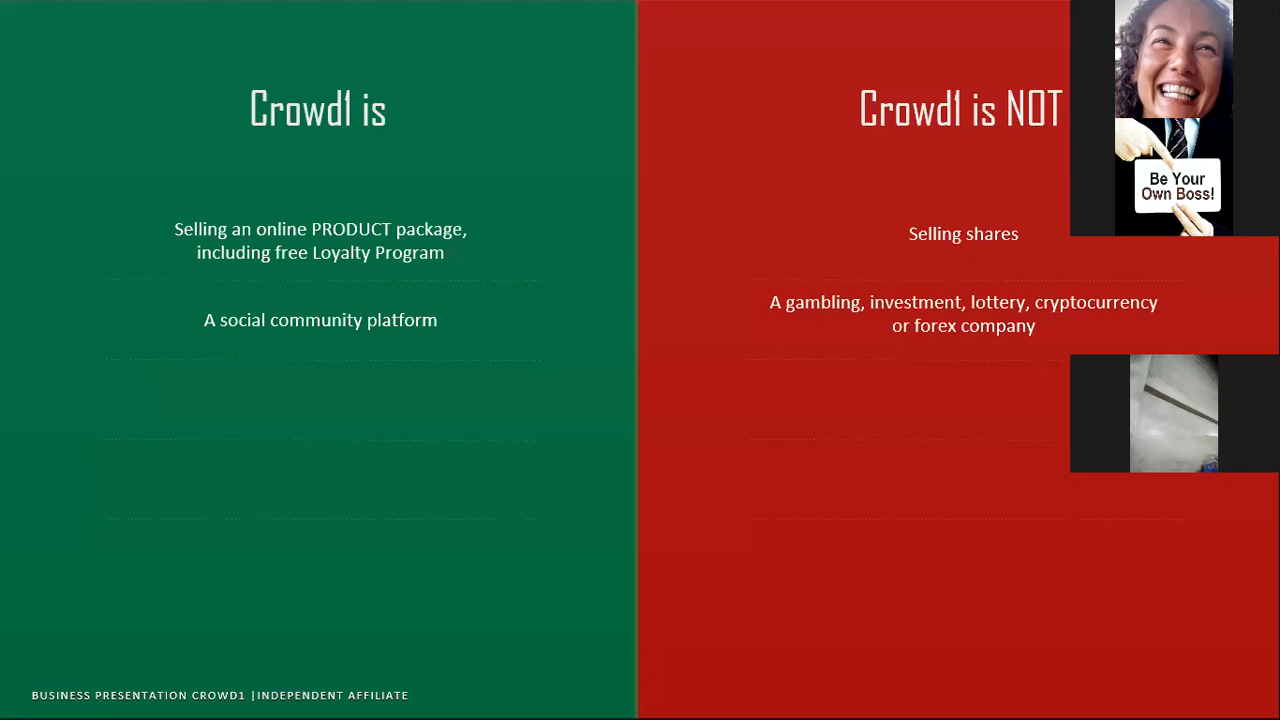 Crowd1 is
Selling an online PRODUCT package,
including free Loyalty Program
A social community platform
Crowd1 is NOT
Selling shares
A gambling, investment, lottery, cryptocurrency
or forex company
Be Your
Own Boss!
BUSINESS PRESENTATION CROWD1 |INDEPENDENT AFFILIATE